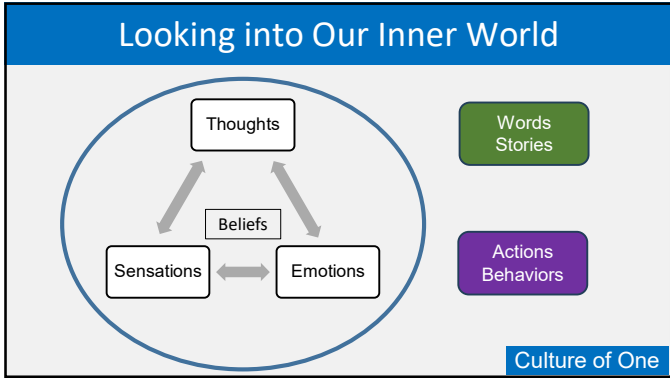 Looking into Our Inner World
Thoughts
Words
Stories
Beliefs
Sensations
Emotions
Actions
Behaviors
Culture of One